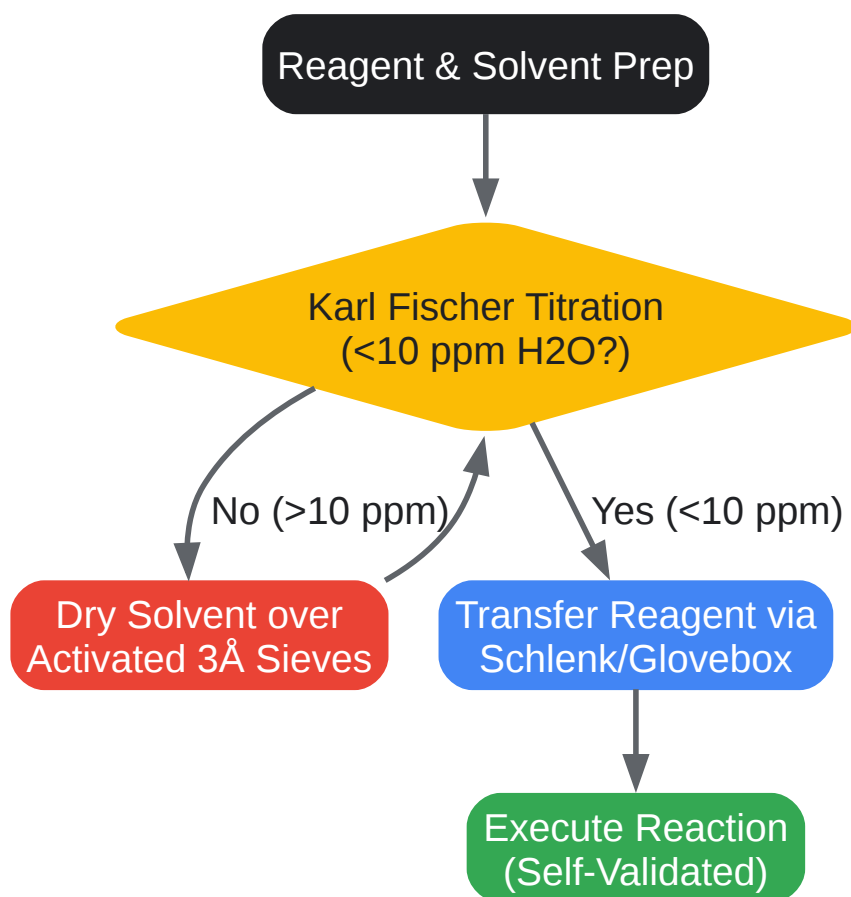 Reagent & Solvent Prep
Karl Fischer Titration
(<10 ppm H2O?)
No (>10 ppm)
Yes (<10 ppm)
Dry Solvent over
Activated 3Å Sieves
Transfer Reagent via
Schlenk/Glovebox
Execute Reaction
(Self-Validated)